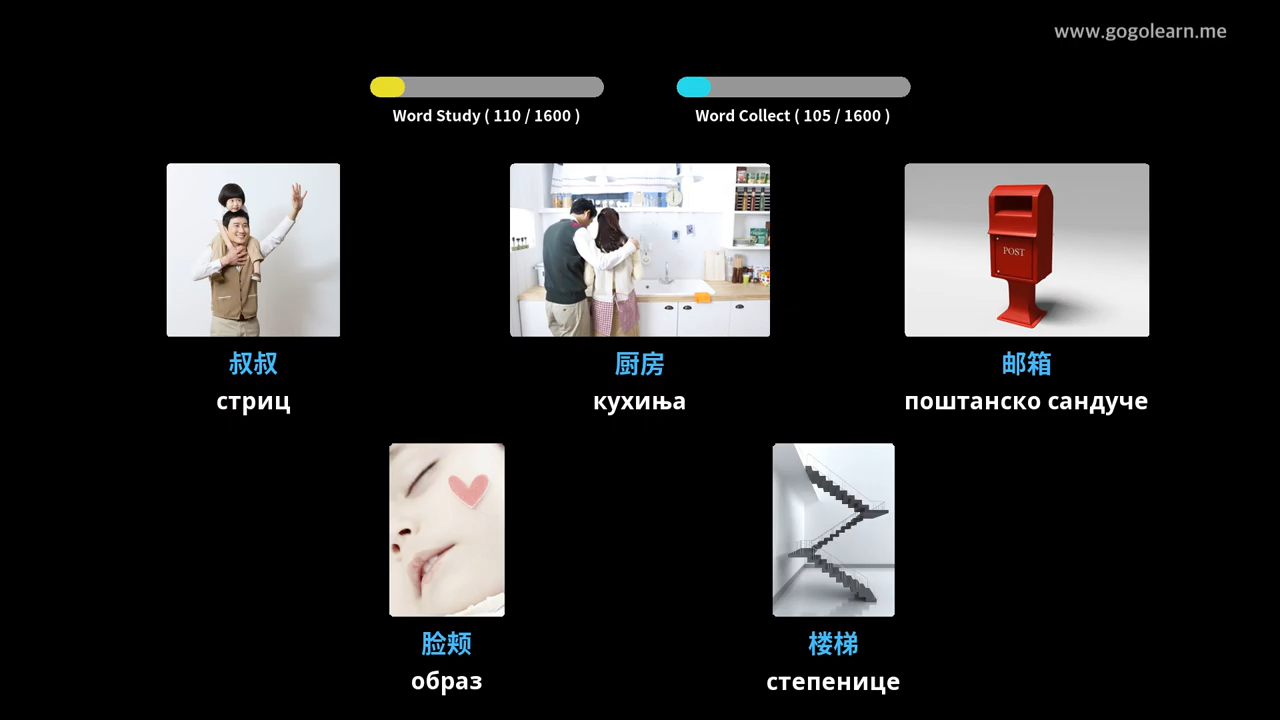 www.gogolearn.me
Word Study ( 110 / 1600 )
Word Collect ( 105 / 1600 )
POST
叔叔
厨房
邮箱
стриц
кухиња
поштанско сандуче
脸颊
楼梯
образ
степенице